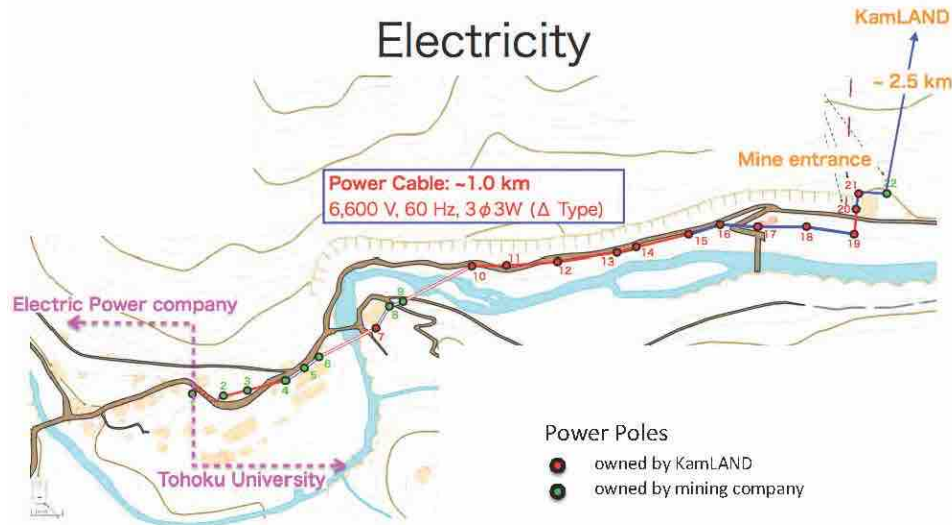 Electricity
KamLAND
~ 2.5 km
Mine entrance
Power Cable: ~1.0 km
6,600 V, 60 Hz, 3ϕ3W (Δ Type)
21
20
19
18
17
16
15
14
13
12
11
10
9
8
7
6
5
4
3
2
Electric Power company
Tohoku University
Power Poles
owned by KamLAND
owned by mining company